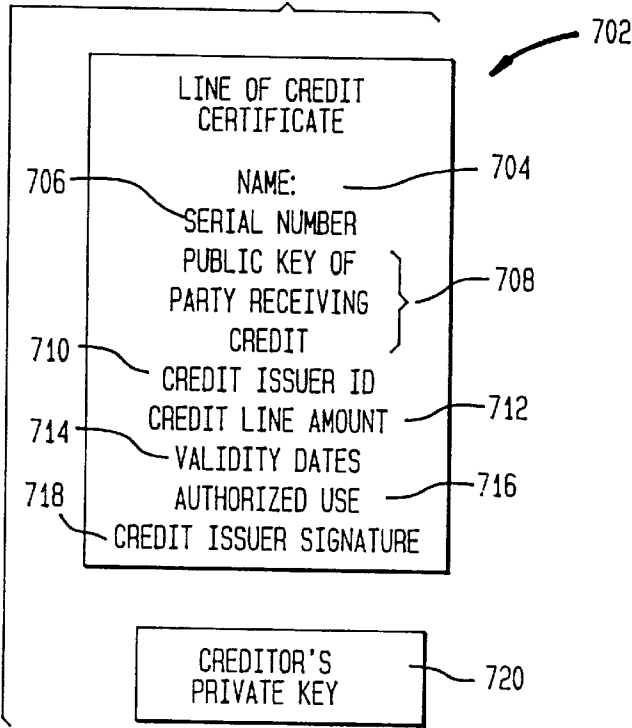 702
LINE OF CREDIT
CERTIFICATE
NAME: 704
706
SERIAL NUMBER
PUBLIC KEY OF
PARTY RECEIVING 708
CREDIT
710
CREDIT ISSUER ID
CREDIT LINE AMOUNT 712
714
VALIDITY DATES
AUTHORIZED USE 716
718
CREDIT ISSUER SIGNATURE
CREDITOR'S
PRIVATE KEY 720